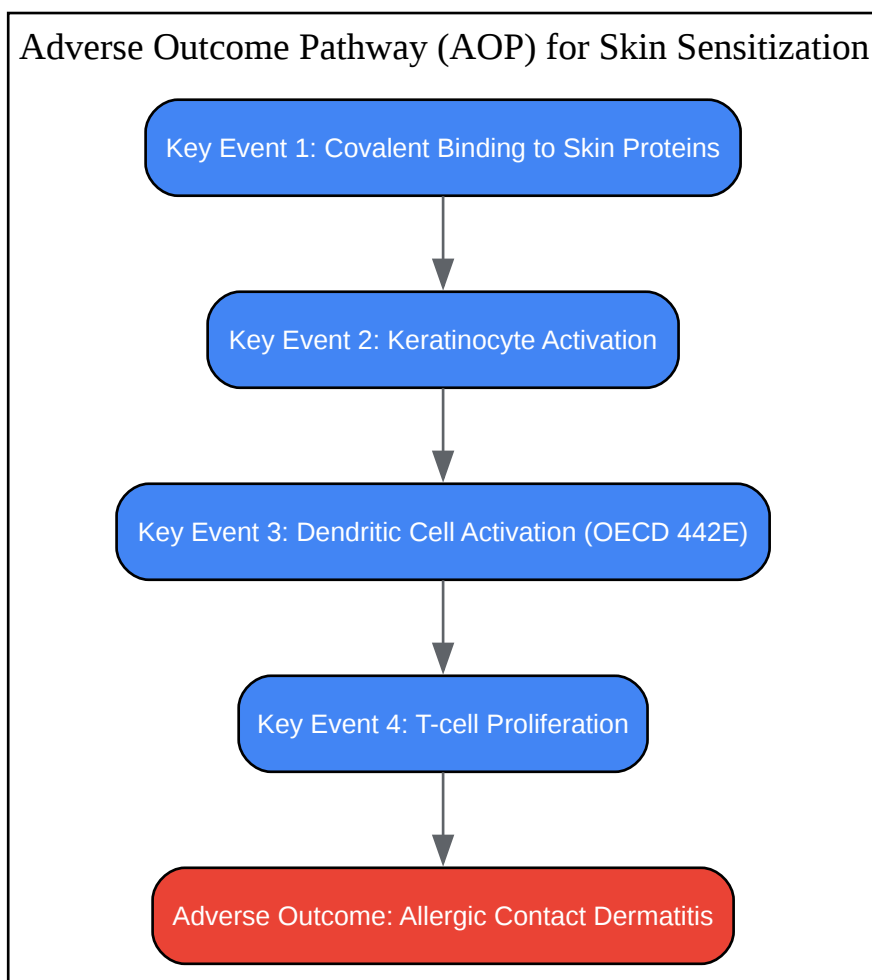 Adverse Outcome Pathway (AOP) for Skin Sensitization
Key Event 1: Covalent Binding to Skin Proteins
Key Event 2: Keratinocyte Activation
Key Event 3: Dendritic Cell Activation (OECD 442E)
Key Event 4: T-cell Proliferation
Adverse Outcome: Allergic Contact Dermatitis